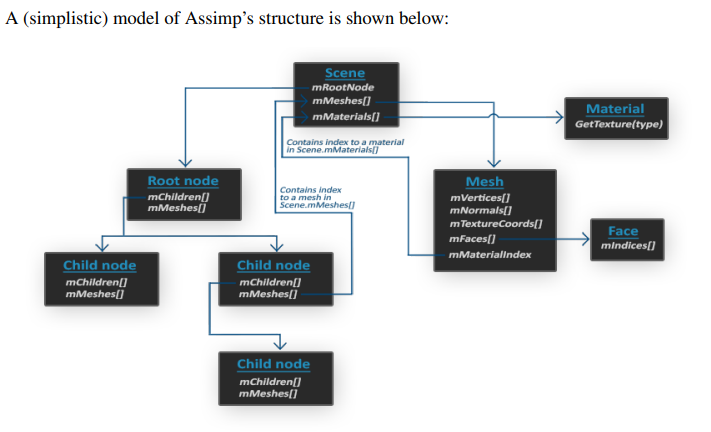 A (simplistic) model of Assimp's structure is shown below:
Scene
mRootNode
mMeshes[]
mMaterials[]
Material
GetTexture(type)
Contains index to a material
in Scene.mMaterials[]
Root node
mChildren[]
mMeshes[]
Contains index
to a mesh in
Scene.mMeshes[]
Mesh
mVertices[]
mNormals[]
mTextureCoords[]
mFaces[]
mMaterialIndex
Face
mIndices[]
Child node
mChildren[]
mMeshes[]
Child node
mChildren[]
mMeshes[]
Child node
mChildren[]
mMeshes[]